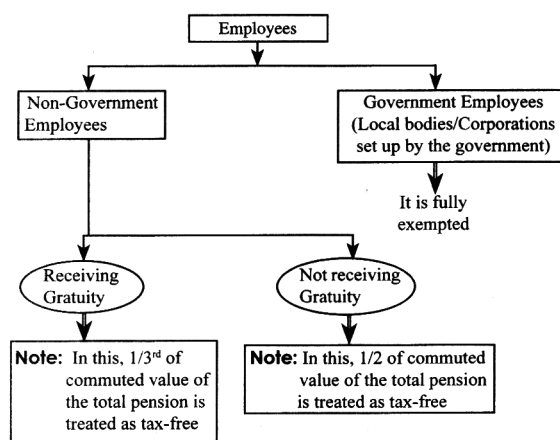 Employees
Non-Government
Employees
Government Employees
(Local bodies/Corporations
set up by the government)
It is fully
exempted
Receiving
Gratuity
Not receiving
Gratuity
Note: In this, 1/3rd of
commuted value of
the total pension is
treated as tax-free
Note: In this, 1/2 of commuted
value of the total pension
is treated as tax-free